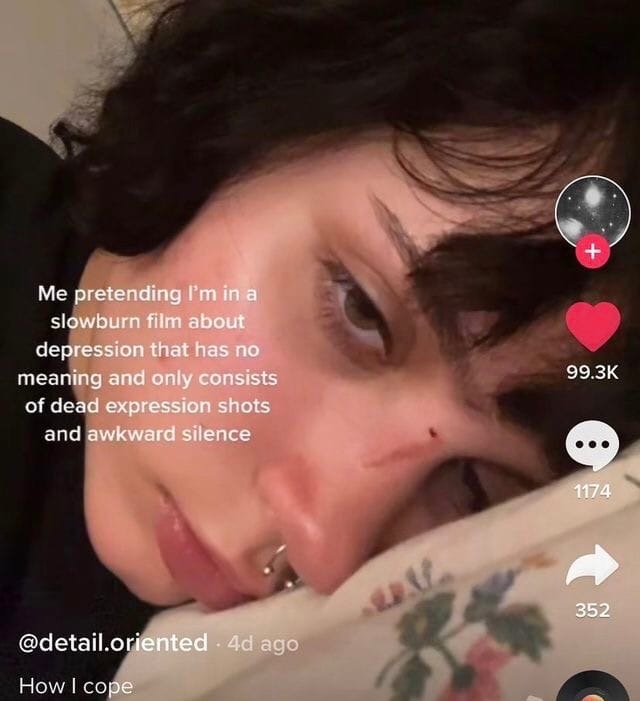 Me pretending I'm in a
slowburn film about
depression that has no
meaning and only consists
of dead expression shots
and awkward silence
99.3K
1174
352
@detail.oriented · 4d ago
How I cope